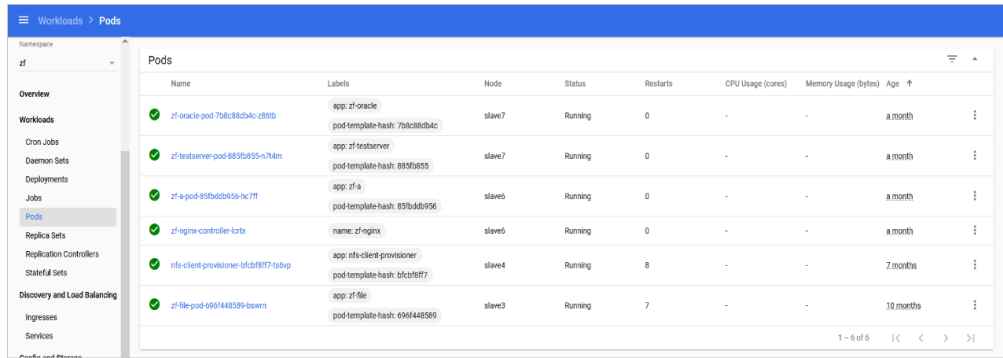 Workloads > Pods
Namespace
zf
Overview
Workloads
Cron Jobs
Daemon Sets
Deployments
Jobs
Pods
Replica Sets
Replication Controllers
Stateful Sets
Discovery and Load Balancing
Ingresses
Services
Config and Storage
Pods
Name Labels Node Status Restarts CPU Usage (cores) Memory Usage (bytes) Age ↑
app: zf-oracle
zf-oracle-pod-7b8c88db4c-z86tb slave7 Running 0 - - a month
pod-template-hash: 7b8c88db4c
app: zf-testserver
zf-testserver-pod-885fb855-n7t4m slave7 Running 0 - - a month
pod-template-hash: 885fb855
app: zf-a
zf-a-pod-85fbddb956-hc7ff slave6 Running 0 - - a month
pod-template-hash: 85fbddb956
zf-nginx-controller-lcrtx name: zf-nginx slave6 Running 0 - - a month
app: nfs-client-provisioner
nfs-client-provisioner-bfcbf8ff7-ts6vp slave4 Running 8 - - 7 months
pod-template-hash: bfcbf8ff7
app: zf-file
zf-file-pod-696f448589-bswm slave3 Running 7 - - 10 months
pod-template-hash: 696f448589
1 – 6 of 6 |< < > >|